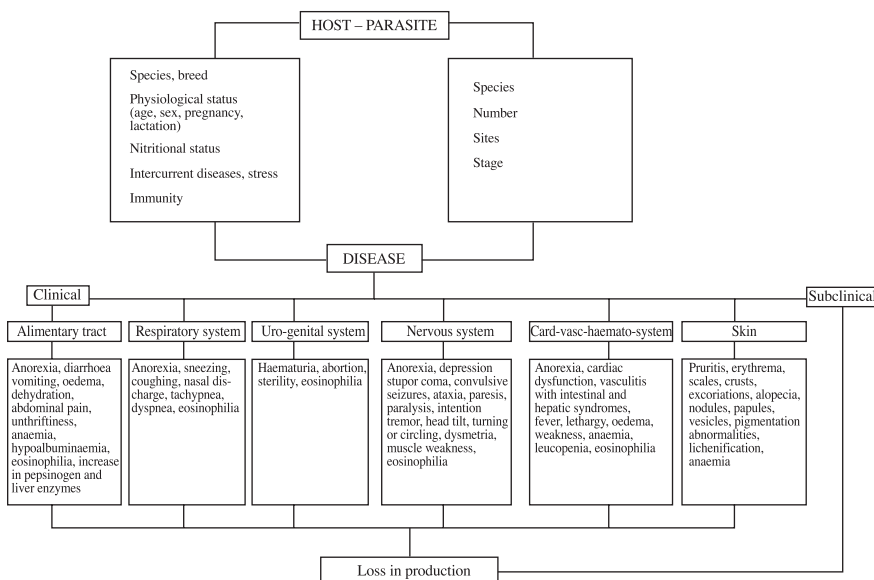 HOST – PARASITE
Species, breed
Physiological status
(age, sex, pregnancy,
lactation)
Nitritional status
Intercurrent diseases, stress
Immunity
Species
Number
Sites
Stage
DISEASE
Clinical
Subclinical
Alimentary tract
Anorexia, diarrhoea
vomiting, oedema,
dehydration,
abdominal pain,
unthriftiness,
anaemia,
hypoalbuminaemia,
eosinophilia, increase
in pepsinogen and
liver enzymes
Respiratory system
Anorexia, sneezing,
coughing, nasal dis-
charge, tachypnea,
dyspnea, eosinophilia
Uro-genital system
Haematuria, abortion,
sterility, eosinophilia
Nervous system
Anorexia, depression
stupor coma, convulsive
seizures, ataxia, paresis,
paralysis, intention
tremor, head tilt, turning
or circling, dysmetria,
muscle weakness,
eosinophilia
Card-vasc-haemato-system
Anorexia, cardiac
dysfunction, vasculitis
with intestinal and
hepatic syndromes,
fever, lethargy, oedema,
weakness, anaemia,
leucopenia, eosinophilia
Skin
Pruritis, erythrema,
scales, crusts,
excoriations, alopecia,
nodules, papules,
vesicles, pigmentation
abnormalities,
lichenification,
anaemia
Loss in production